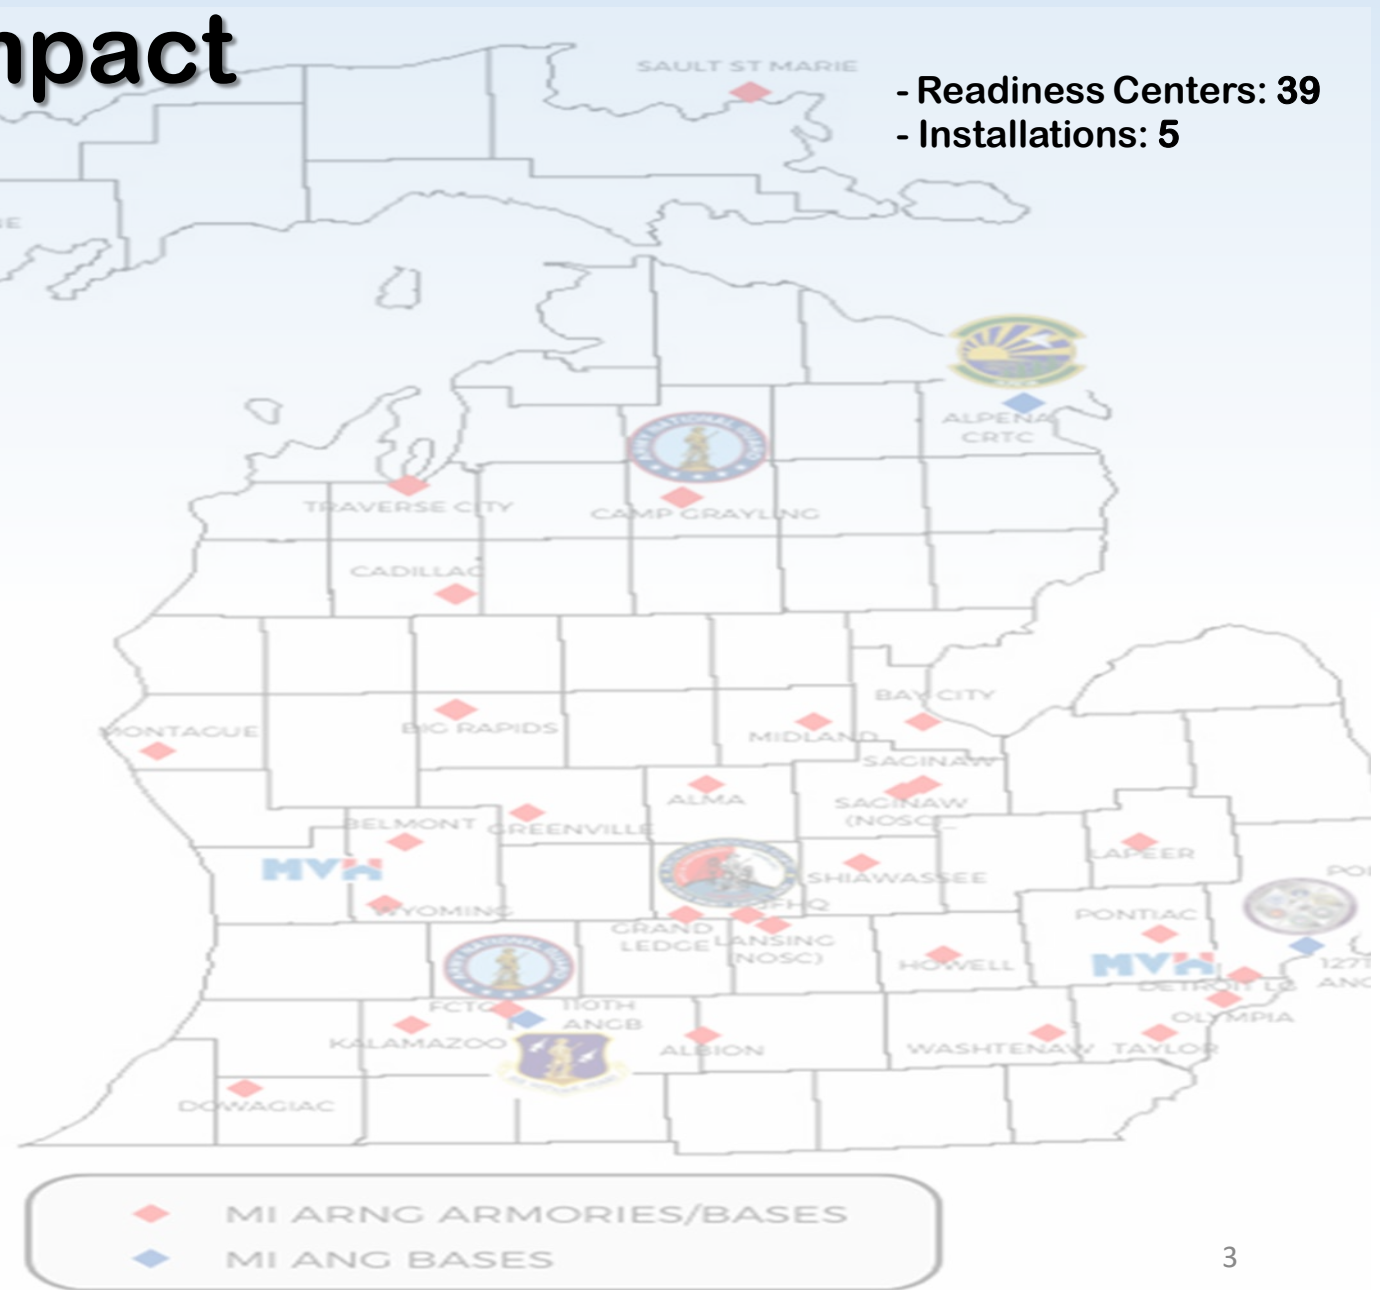 mpact
SAULT ST MARIE
- Readiness Centers: 39
- Installations: 5
ALPENA
CRTC
TRAVERSE CITY
CAMP GRAYLING
CADILLAC
BAY CITY
MONTAGUE
BIG RAPIDS
MIDLAND
SAGINAW
ALMA
SAGINAW
(NOSC)
BELMONT
GREENVILLE
LAPEER
MVH
SHIAWASSEE
WYOMING
JFHQ
PONTIAC
GRAND
LEDGE
LANSING
(NOSC)
HOWELL
MVH
127T
ANG
DETROIT LG
FCTC
110TH
ANGB
OLYMPIA
KALAMAZOO
ALBION
WASHTENAW
TAYLOR
DOWAGIAC
MI ARNG ARMORIES/BASES
MI ANG BASES
3